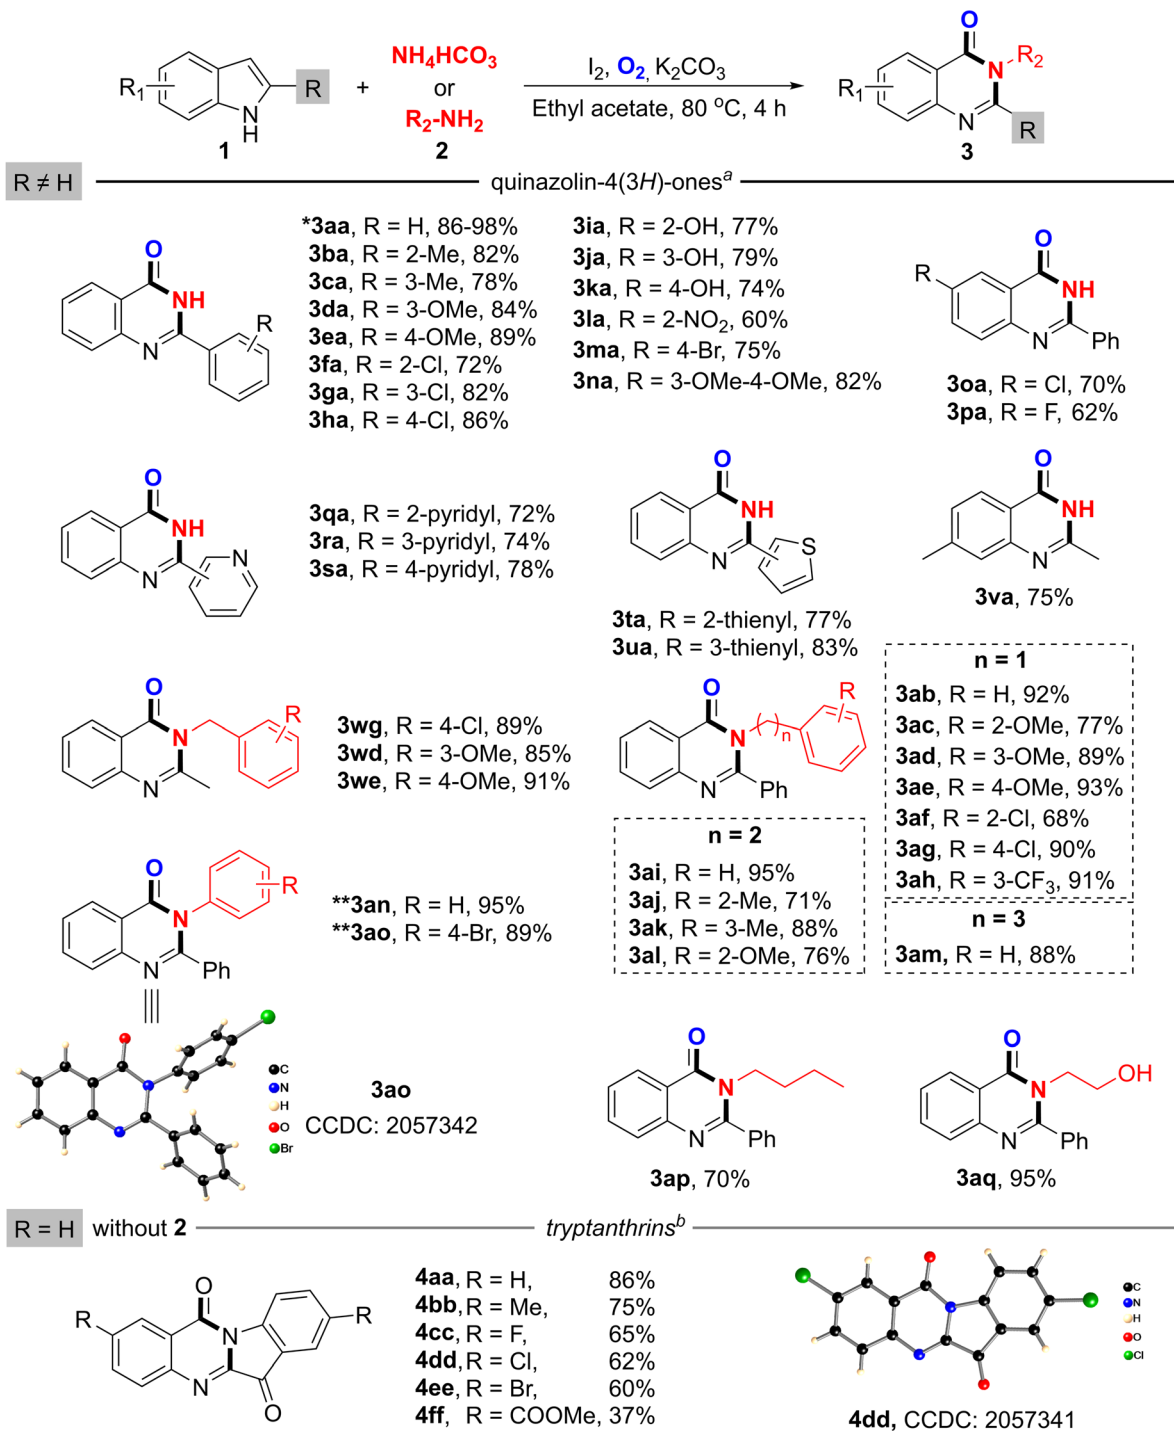 R₁ N H R + NH₄HCO₃ or R₂–NH₂ I₂, O₂, K₂CO₃ Ethyl acetate, 80 °C, 4 h O R₁ N R₂ N R
1 2 3
R ≠ H quinazolin-4(3H)-onesᵃ
O NH N R
*3aa, R = H, 86-98%
3ba, R = 2-Me, 82%
3ca, R = 3-Me, 78%
3da, R = 3-OMe, 84%
3ea, R = 4-OMe, 89%
3fa, R = 2-Cl, 72%
3ga, R = 3-Cl, 82%
3ha, R = 4-Cl, 86%
3ia, R = 2-OH, 77%
3ja, R = 3-OH, 79%
3ka, R = 4-OH, 74%
3la, R = 2-NO₂, 60%
3ma, R = 4-Br, 75%
3na, R = 3-OMe-4-OMe, 82%
R O NH N Ph
3oa, R = Cl, 70%
3pa, R = F, 62%
O NH N N
3qa, R = 2-pyridyl, 72%
3ra, R = 3-pyridyl, 74%
3sa, R = 4-pyridyl, 78%
O NH N S
3ta, R = 2-thienyl, 77%
3ua, R = 3-thienyl, 83%
O NH N
3va, 75%
O N N R
3wg, R = 4-Cl, 89%
3wd, R = 3-OMe, 85%
3we, R = 4-OMe, 91%
O N ( )n R N Ph
n = 1
3ab, R = H, 92%
3ac, R = 2-OMe, 77%
3ad, R = 3-OMe, 89%
3ae, R = 4-OMe, 93%
3af, R = 2-Cl, 68%
3ag, R = 4-Cl, 90%
3ah, R = 3-CF₃, 91%
n = 2
3ai, R = H, 95%
3aj, R = 2-Me, 71%
3ak, R = 3-Me, 88%
3al, R = 2-OMe, 76%
n = 3
3am, R = H, 88%
O N R N Ph
**3an, R = H, 95%
**3ao, R = 4-Br, 89%
C
N
H
O
Br
3ao
CCDC: 2057342
O N N Ph
3ap, 70%
O N OH N Ph
3aq, 95%
R = H without 2 tryptanthrinsᵇ
R O N N O R
4aa, R = H, 86%
4bb, R = Me, 75%
4cc, R = F, 65%
4dd, R = Cl, 62%
4ee, R = Br, 60%
4ff, R = COOMe, 37%
C
N
H
O
Cl
4dd, CCDC: 2057341